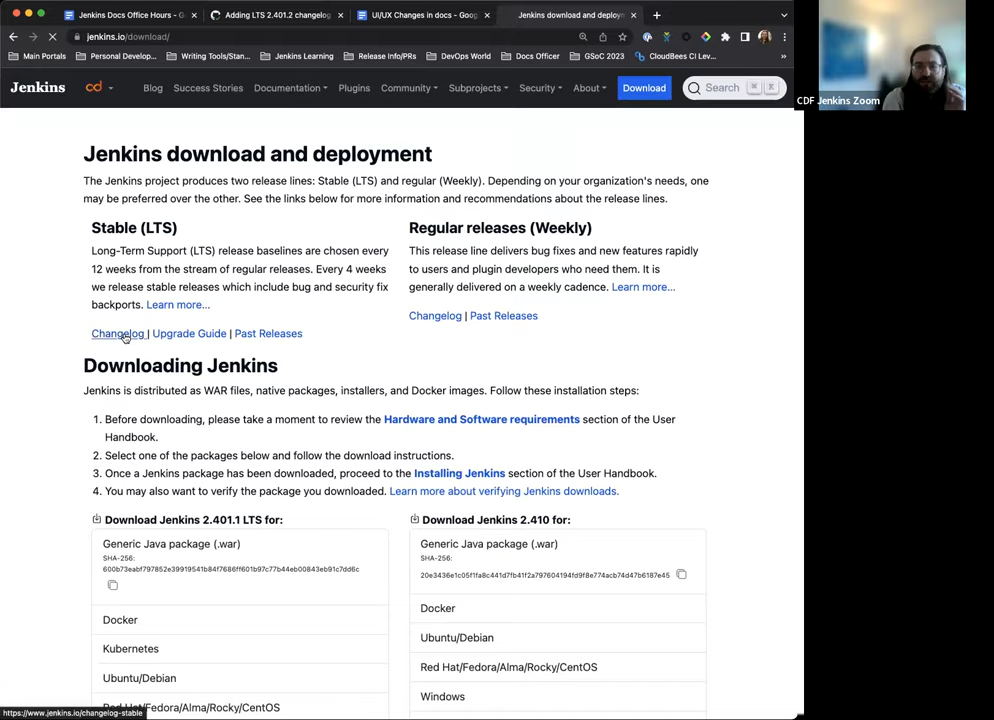 Jenkins Docs Office Hours - G
Adding LTS 2.401.2 changelog
UI/UX Changes in docs - Goog
Jenkins download and deploym
jenkins.io/download/
Main Portals
Personal Develop...
Writing Tools/Stan...
Jenkins Learning
Release Info/PRs
DevOps World
Docs Officer
GSoC 2023
CloudBees CI Lev...
»
CDF Jenkins Zoom
Jenkins
cd
Blog
Success Stories
Documentation
Plugins
Community
Subprojects
Security
About
Download
Search
⌘
K
Jenkins download and deployment
The Jenkins project produces two release lines: Stable (LTS) and regular (Weekly). Depending on your organization's needs, one
may be preferred over the other. See the links below for more information and recommendations about the release lines.
Stable (LTS)
Long-Term Support (LTS) release baselines are chosen every
12 weeks from the stream of regular releases. Every 4 weeks
we release stable releases which include bug and security fix
backports. Learn more...
Changelog | Upgrade Guide | Past Releases
Regular releases (Weekly)
This release line delivers bug fixes and new features rapidly
to users and plugin developers who need them. It is
generally delivered on a weekly cadence. Learn more...
Changelog | Past Releases
Downloading Jenkins
Jenkins is distributed as WAR files, native packages, installers, and Docker images. Follow these installation steps:
1. Before downloading, please take a moment to review the Hardware and Software requirements section of the User
Handbook.
2. Select one of the packages below and follow the download instructions.
3. Once a Jenkins package has been downloaded, proceed to the Installing Jenkins section of the User Handbook.
4. You may also want to verify the package you downloaded. Learn more about verifying Jenkins downloads.
Download Jenkins 2.401.1 LTS for:
Generic Java package (.war)
SHA-256:
600b73eabf797852e39919541b84f7686ff601b97c77b44eb00843eb91c7dd6c
Docker
Kubernetes
Ubuntu/Debian
Red Hat/Fedora/Alma/Rocky/CentOS
Download Jenkins 2.410 for:
Generic Java package (.war)
SHA-256:
20e3436e1c05f1fa8c441d7fb41f2a797604194fd9f8e774acb74d47b6187e45
Docker
Ubuntu/Debian
Red Hat/Fedora/Alma/Rocky/CentOS
Windows
https://www.jenkins.io/changelog-stable